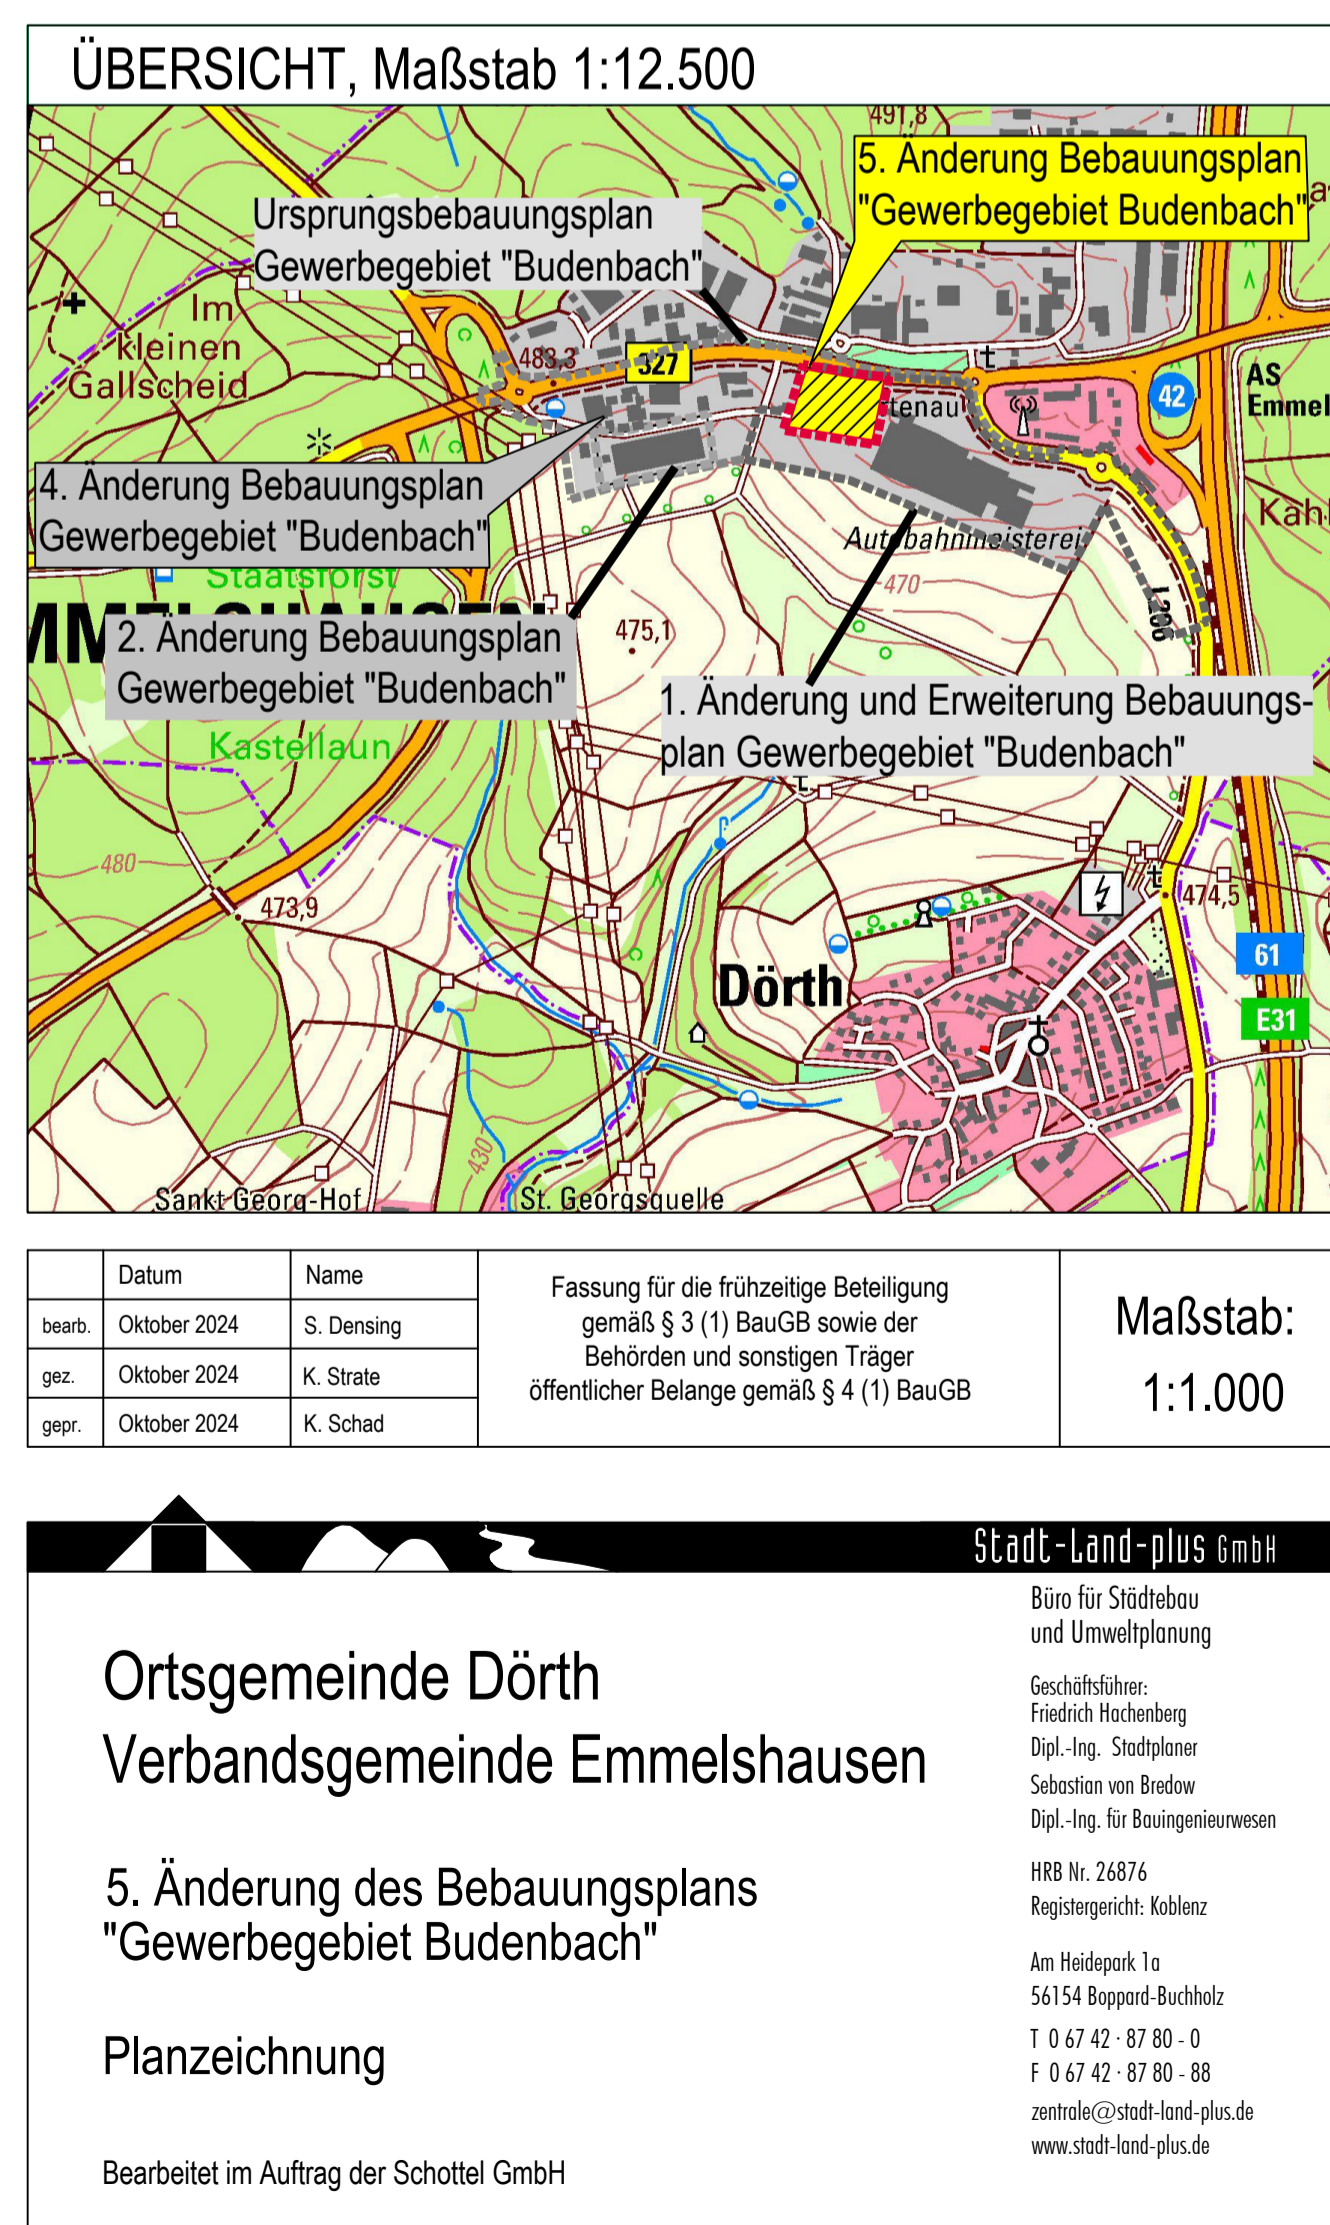 ÜBERSICHT, Maßstab 1:12.500
491,8
5. Änderung Bebauungsplan
"Gewerbegebiet Budenbach"
Ursprungsbebauungsplan
Gewerbegebiet "Budenbach"
Im
kleinen
Gallscheid
483,3
327
42
AS
Emmel
tenau
4. Änderung Bebauungsplan
Gewerbegebiet "Budenbach"
Kah
Autobahnmeisterei
470
Staatsforst
L206
475,1
2. Änderung Bebauungsplan
Gewerbegebiet "Budenbach"
1. Änderung und Erweiterung Bebauungs-
plan Gewerbegebiet "Budenbach"
Kastellaun
480
473,9
474,5
61
Dörth
E31
430
Sankt-Georg-Hof
St. Georgsquelle
Datum
Name
bearb.
Oktober 2024
S. Densing
gez.
Oktober 2024
K. Strate
gepr.
Oktober 2024
K. Schad
Fassung für die frühzeitige Beteiligung
gemäß § 3 (1) BauGB sowie der
Behörden und sonstigen Träger
öffentlicher Belange gemäß § 4 (1) BauGB
Maßstab:
1:1.000
Stadt-Land-plus GmbH
Büro für Städtebau
und Umweltplanung
Geschäftsführer:
Friedrich Hachenberg
Dipl.-Ing. Stadtplaner
Sebastian von Bredow
Dipl.-Ing. für Bauingenieurwesen
HRB Nr. 26876
Registergericht: Koblenz
Am Heidepark 1a
56154 Boppard-Buchholz
T 0 67 42 · 87 80 - 0
F 0 67 42 · 87 80 - 88
zentrale@stadt-land-plus.de
www.stadt-land-plus.de
Ortsgemeinde Dörth
Verbandsgemeinde Emmelshausen
5. Änderung des Bebauungsplans
"Gewerbegebiet Budenbach"
Planzeichnung
Bearbeitet im Auftrag der Schottel GmbH